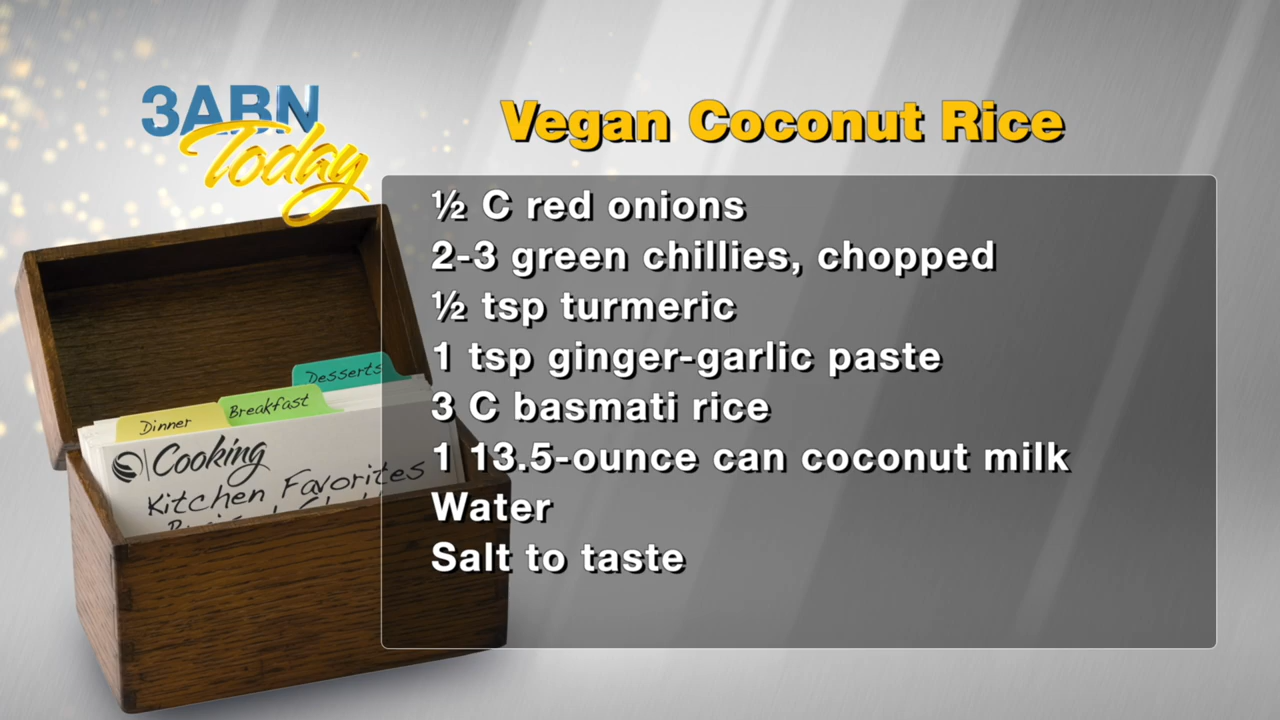 3ABN
Today
Vegan Coconut Rice
½ C red onions
2-3 green chillies, chopped
½ tsp turmeric
1 tsp ginger-garlic paste
3 C basmati rice
1 13.5-ounce can coconut milk
Water
Salt to taste
Desserts
Breakfast
Dinner
Cooking
Kitchen Favorites